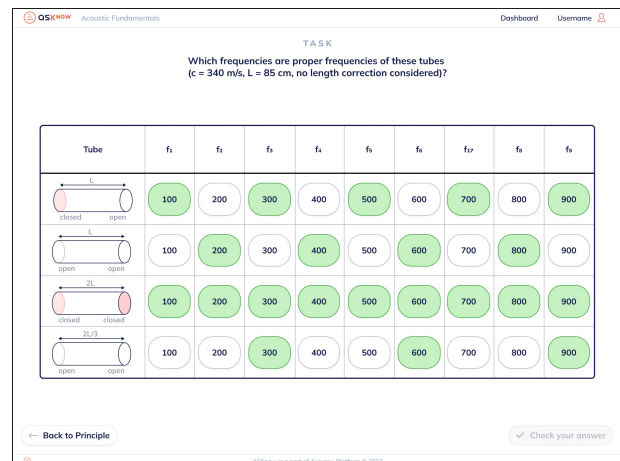 asKNOW Acoustic Fundamentals Dashboard Username
TASK
Which frequencies are proper frequencies of these tubes
(c = 340 m/s, L = 85 cm, no length correction considered)?
Tube f₁ f₂ f₃ f₄ f₅ f₆ f₁₇ f₈ f₉
L
100 200 300 400 500 600 700 800 900
closed open
L
100 200 300 400 500 600 700 800 900
open open
2L
100 200 300 400 500 600 700 800 900
closed closed
2L/3
100 200 300 400 500 600 700 800 900
open open
← Back to Principle ✓ Check your answer